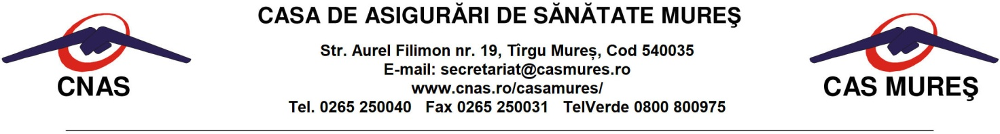 CASA DE ASIGURĂRI DE SĂNĂTATE MUREŞ
Str. Aurel Filimon nr. 19, Tîrgu Mureș, Cod 540035
E-mail: secretariat@casmures.ro
www.cnas.ro/casamures/
Tel. 0265 250040 Fax 0265 250031 TelVerde 0800 800975
CNAS
CAS MUREŞ